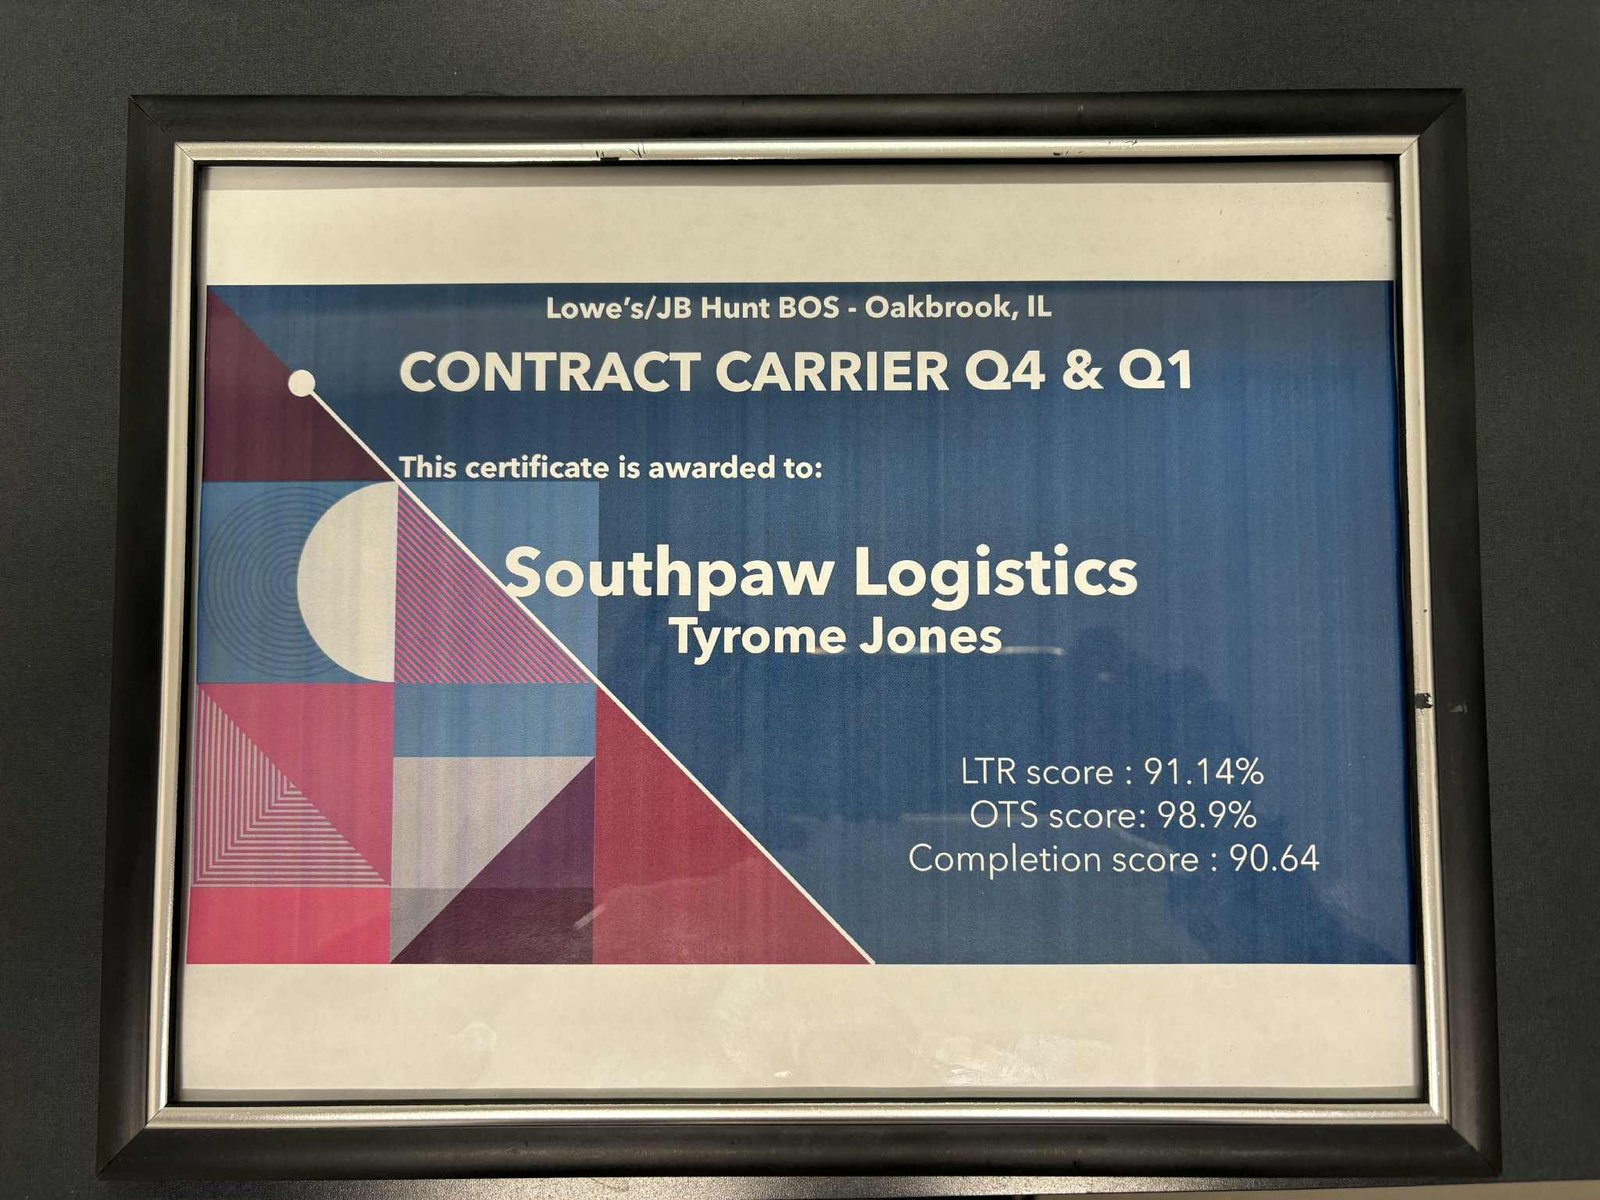 Lowe's/JB Hunt BOS - Oakbrook, IL
CONTRACT CARRIER Q4 & Q1
This certificate is awarded to:
Southpaw Logistics
Tyrome Jones
LTR score : 91.14%
OTS score: 98.9%
Completion score : 90.64